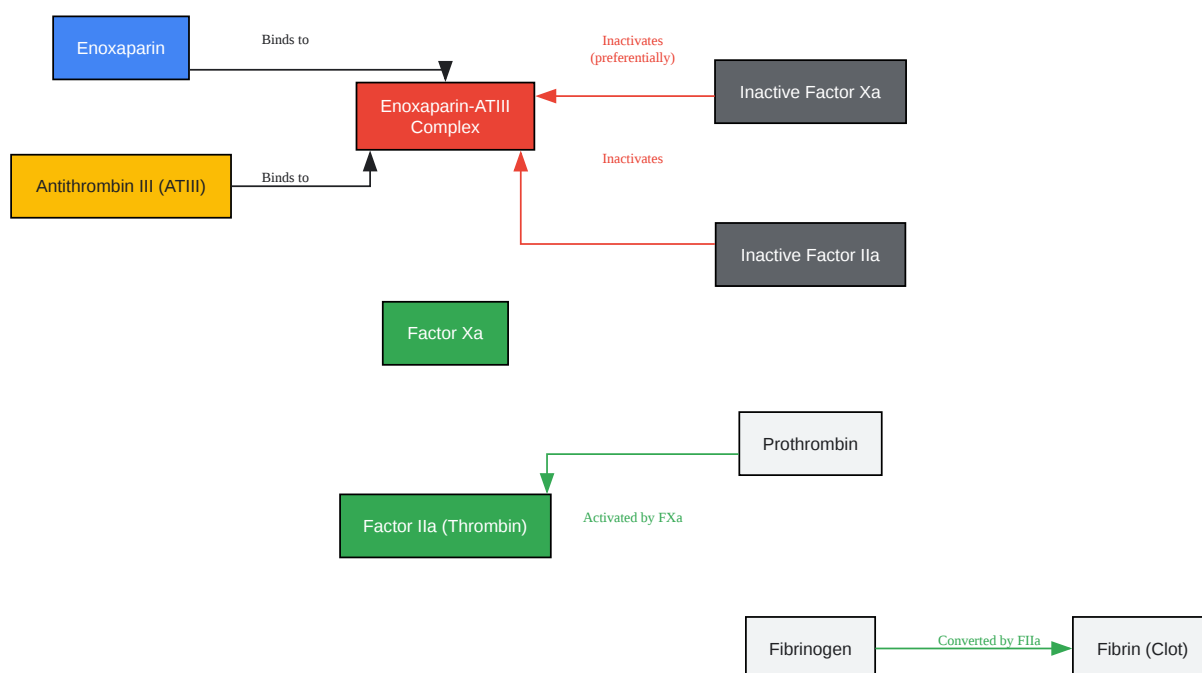 Enoxaparin
Binds to
Inactivates
(preferentially)
Inactive Factor Xa
Enoxaparin-ATIII
Complex
Antithrombin III (ATIII)
Binds to
Inactivates
Inactive Factor IIa
Factor Xa
Prothrombin
Factor IIa (Thrombin)
Activated by FXa
Fibrinogen
Converted by FIIa
Fibrin (Clot)